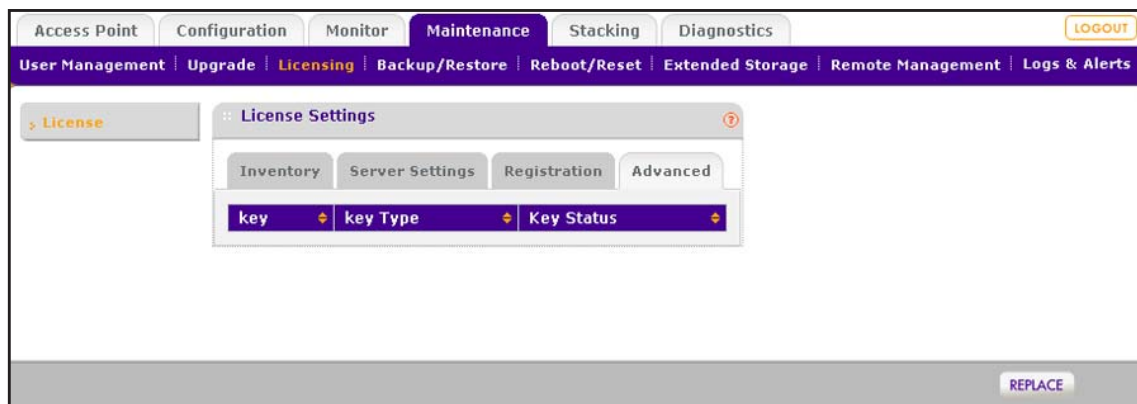 Access Point Configuration Monitor Maintenance Stacking Diagnostics LOGOUT
User Management Upgrade Licensing Backup/Restore Reboot/Reset Extended Storage Remote Management Logs & Alerts
> License
:: License Settings ?
Inventory Server Settings Registration Advanced
key key Type Key Status
REPLACE